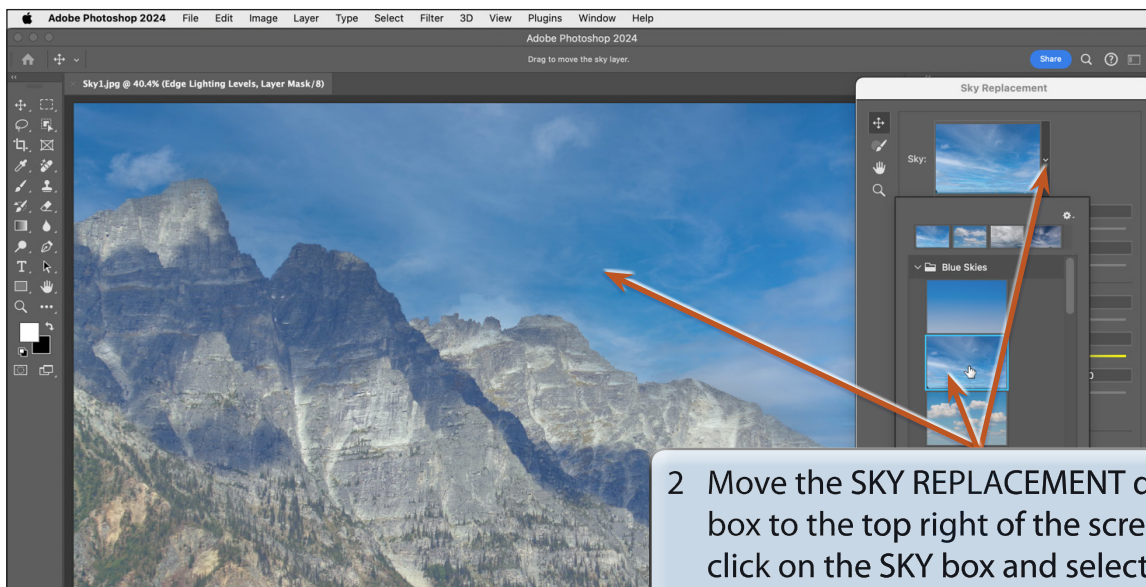 Adobe Photoshop 2024 File Edit Image Layer Type Select Filter 3D View Plugins Window Help
Adobe Photoshop 2024
Drag to move the sky layer.
Share
Sky1.jpg @ 40.4% (Edge Lighting Levels, Layer Mask/8)
Sky Replacement
Sky:
Blue Skies
2 Move the SKY REPLACEMENT
box to the top right of the
click on the SKY box and select